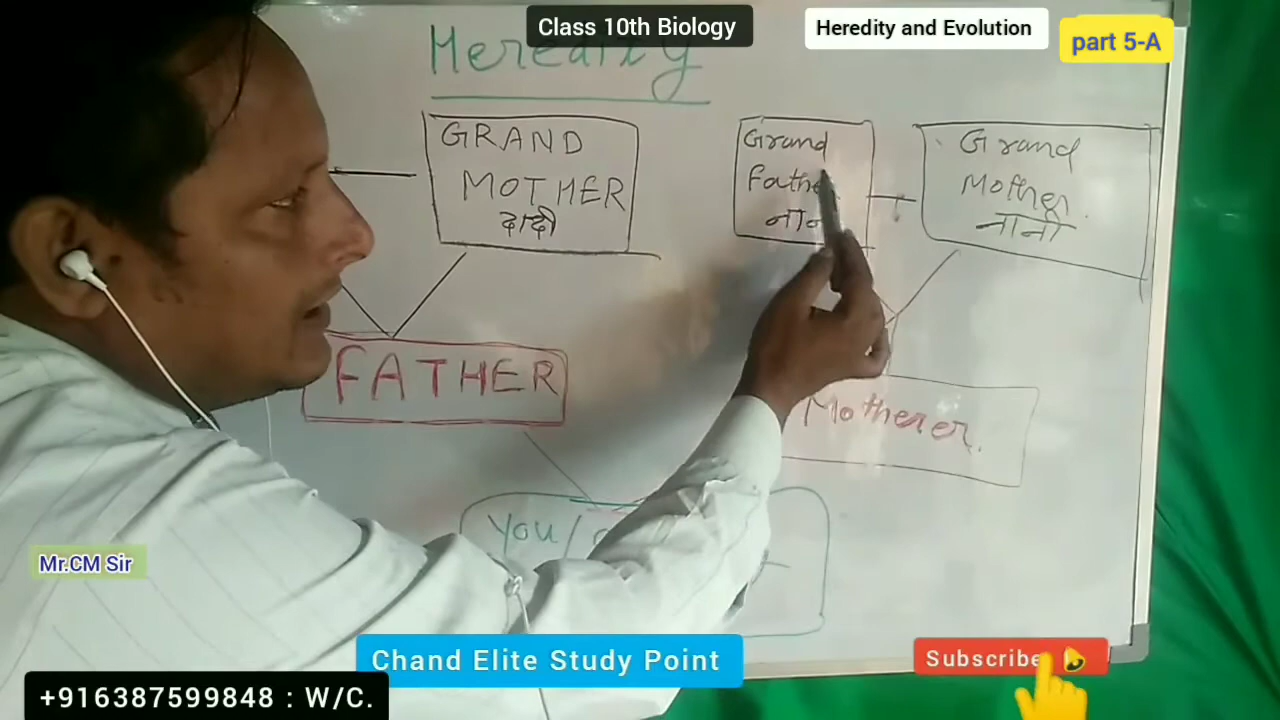 Class 10th Biology
Heredity and Evolution
part 5-A
Heredity
GRAND
MOTHER
दादी
Grand
Father
Grand
Mother
नानी
FATHER
Motherer.
You/
Mr.CM Sir
Chand Elite Study Point
Subscribe
+916387599848 : W/C.